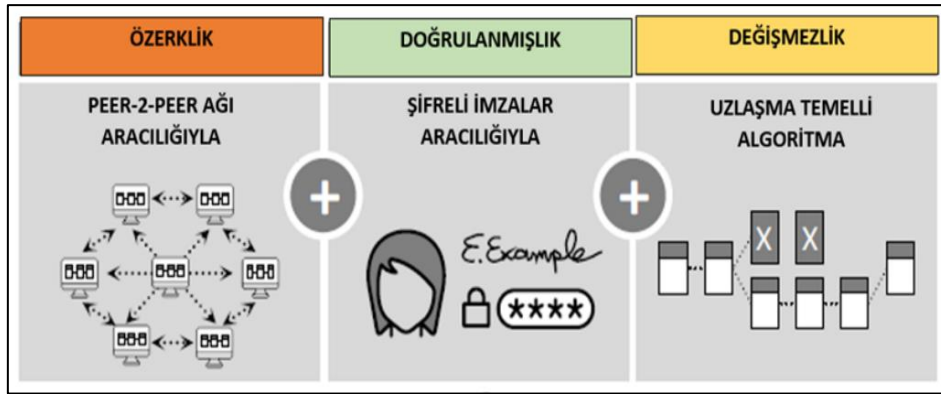 ÖZERKLİK
PEER-2-PEER AĞI
ARACILIĞIYLA
+
DOĞRULANMIŞLIK
ŞİFRELİ İMZALAR
ARACILIĞIYLA
E.Example
****
+
DEĞİŞMEZLİK
UZLAŞMA TEMELLİ
ALGORİTMA
X X